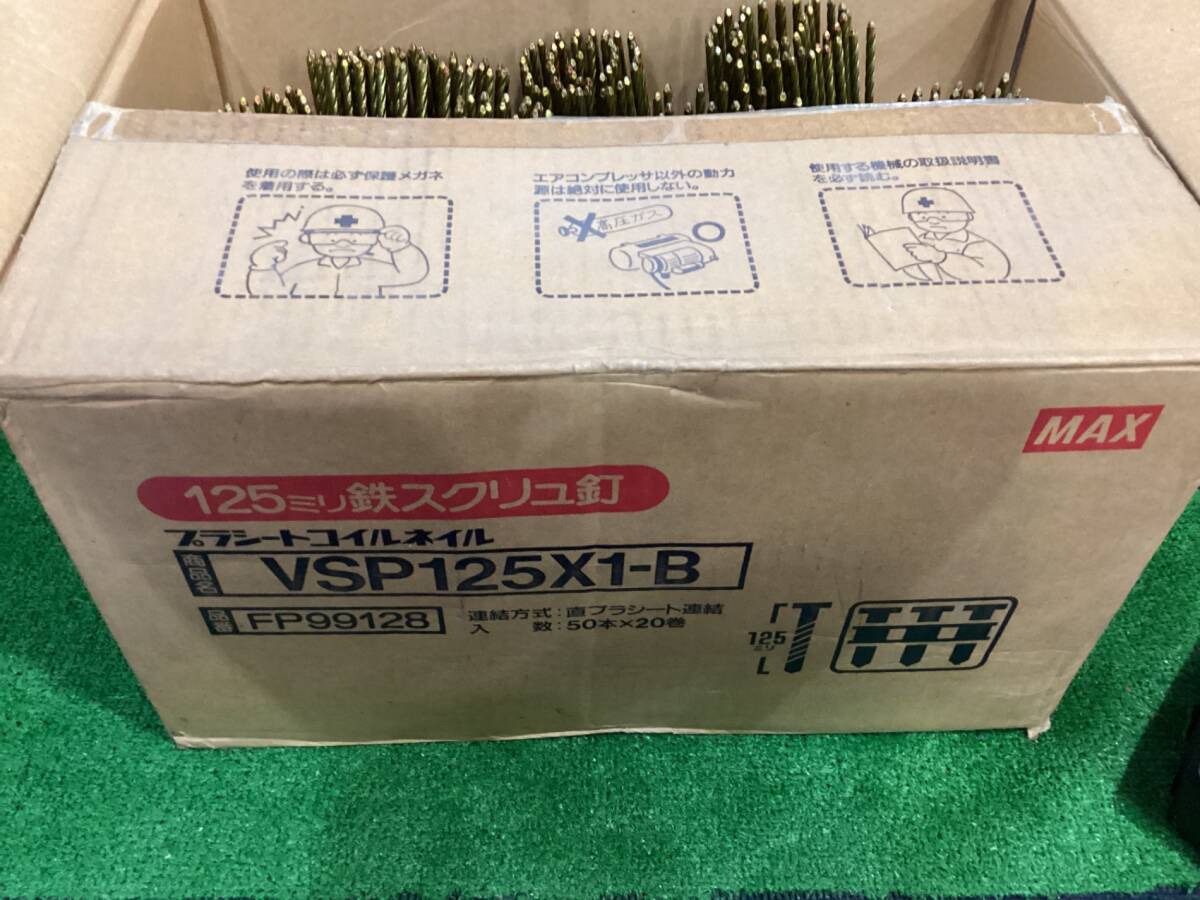 使用の際は必ず保護メガネ
を着用する。
エアコンプレッサ以外の動力
源は絶対に使用しない。
高圧ガス
使用する機械の取扱説明書
を必ず読む。
MAX
125ミリ鉄スクリュ釘
プラシートコイルネイル
商品名 VSP125X1-B
品番 FP99128
連結方式:直プラシート連結
入 数:50本×20巻
125
ミリ